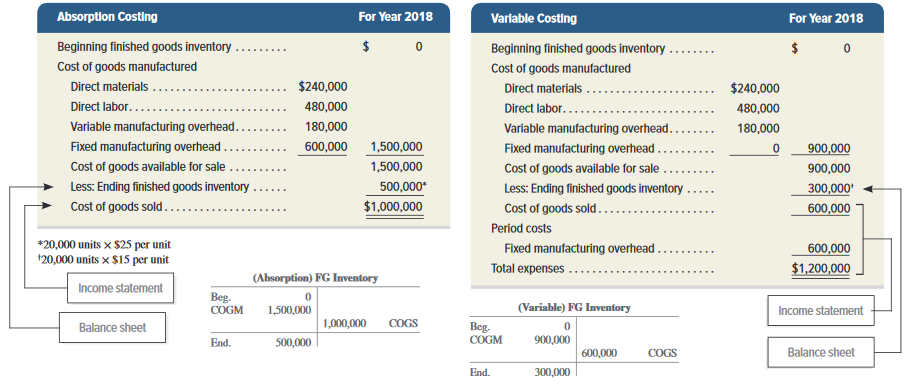 Absorption Costing For Year 2018
Beginning finished goods inventory ......... $ 0
Cost of goods manufactured
Direct materials ..................... $240,000
Direct labor......................... 480,000
Variable manufacturing overhead......... 180,000
Fixed manufacturing overhead .......... 600,000 1,500,000
Cost of goods available for sale ......... 1,500,000
Less: Ending finished goods inventory ...... 500,000*
Cost of goods sold.................... $1,000,000
*20,000 units × $25 per unit
†20,000 units × $15 per unit
Income statement
Balance sheet
(Absorption) FG Inventory
Beg. 0
COGM 1,500,000
1,000,000 COGS
End. 500,000
Variable Costing For Year 2018
Beginning finished goods inventory ........ $ 0
Cost of goods manufactured
Direct materials ..................... $240,000
Direct labor......................... 480,000
Variable manufacturing overhead......... 180,000
Fixed manufacturing overhead .......... 0 900,000
Cost of goods available for sale ......... 900,000
Less: Ending finished goods inventory ...... 300,000†
Cost of goods sold.................... 600,000
Period costs
Fixed manufacturing overhead .......... 600,000
Total expenses ....................... $1,200,000
(Variable) FG Inventory
Beg. 0
COGM 900,000
600,000 COGS
End. 300,000
Income statement
Balance sheet